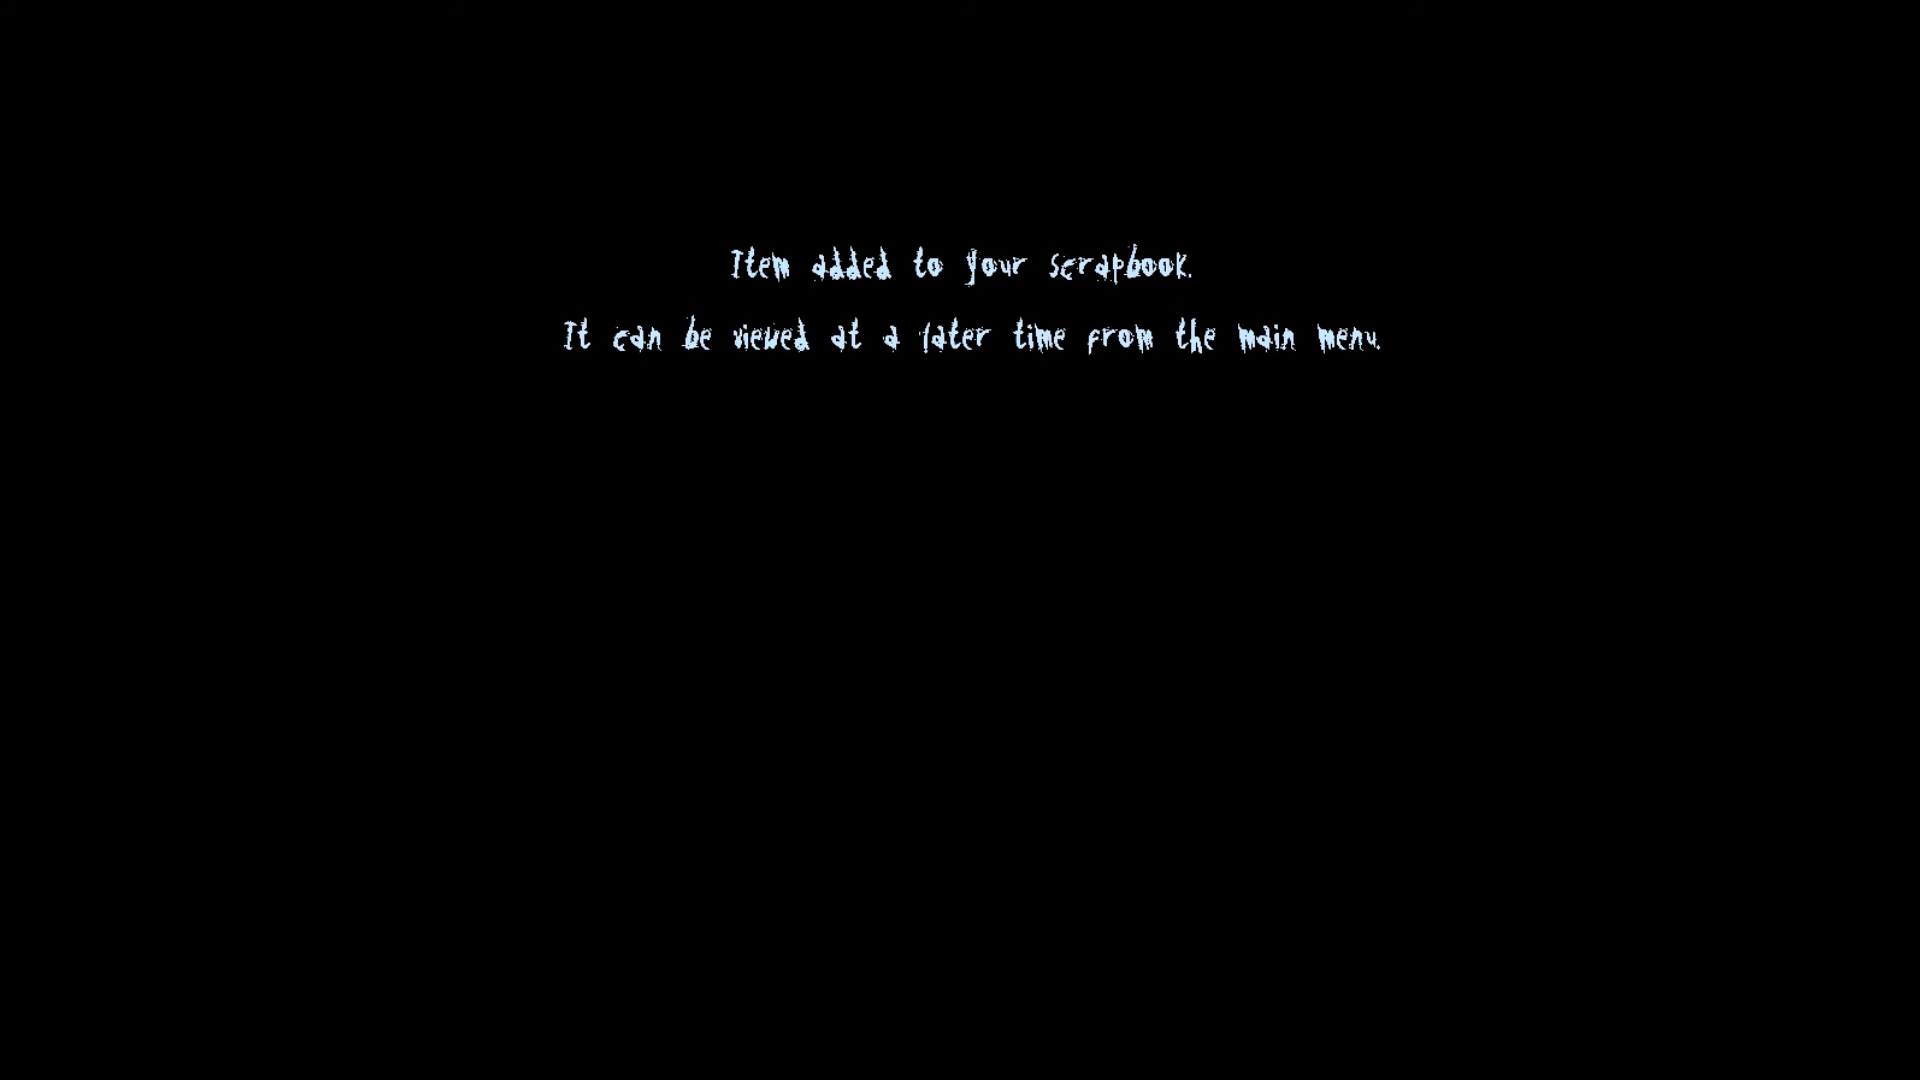 Item added to your scrapbook.
It can be viewed at a later time from the main menu.